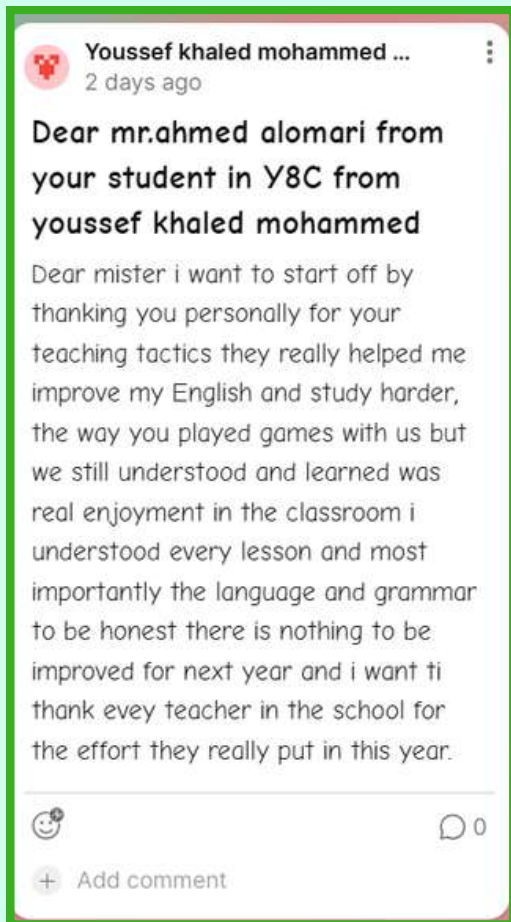 Youssef khaled mohammed ...
2 days ago
Dear mr.ahmed alomari from
your student in Y8C from
youssef khaled mohammed
Dear mister i want to start off by
thanking you personally for your
teaching tactics they really helped me
improve my English and study harder,
the way you played games with us but
we still understood and learned was
real enjoyment in the classroom i
understood every lesson and most
importantly the language and grammar
to be honest there is nothing to be
improved for next year and i want ti
thank evey teacher in the school for
the effort they really put in this year.
0
Add comment